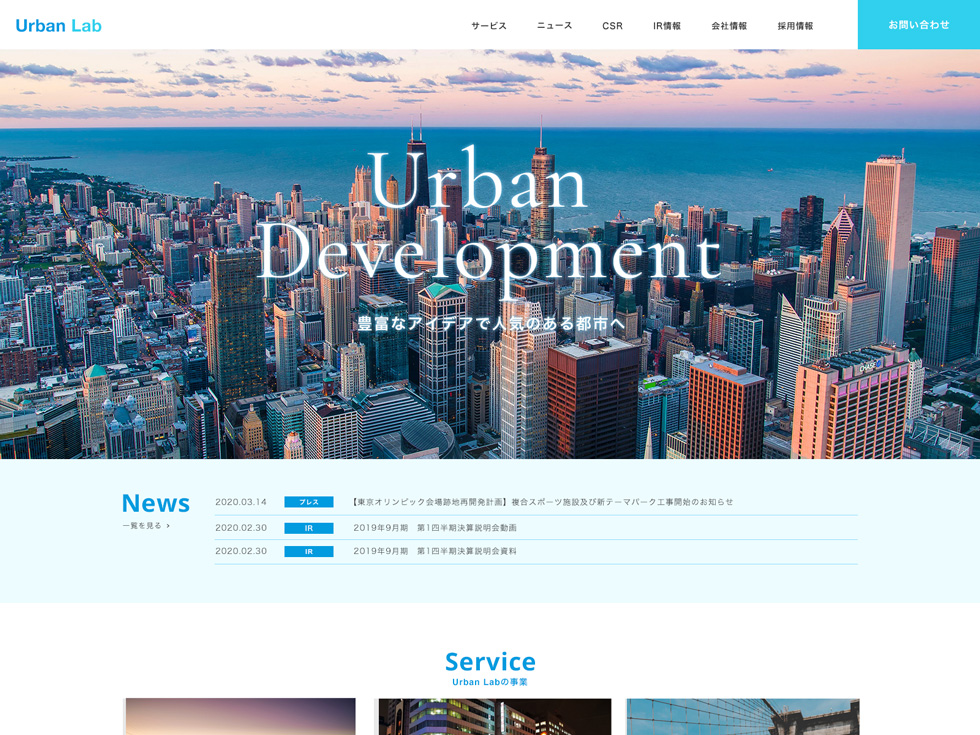 Urban Lab
サービス ニュース CSR IR情報 会社情報 採用情報 お問い合わせ
Urban
Development
豊富なアイデアで人気のある都市へ
News
一覧を見る >
2020.03.14 プレス 【東京オリンピック会場跡地再開発計画】複合スポーツ施設及び新テーマパーク工事開始のお知らせ
2020.02.30 IR 2019年9月期 第1四半期決算説明会動画
2020.02.30 IR 2019年9月期 第1四半期決算説明会資料
Service
Urban Labの事業